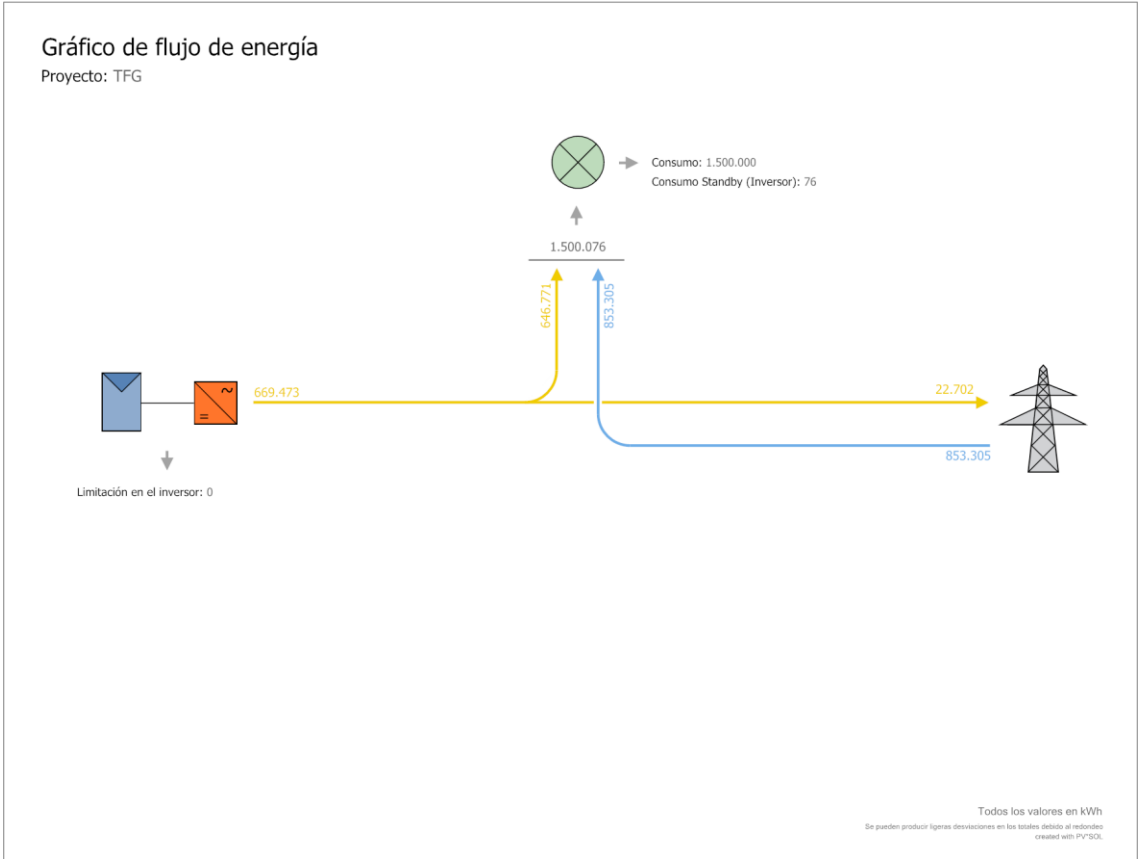 Gráfico de flujo de energía
Proyecto: TFG
Consumo: 1.500.000
Consumo Standby (Inversor): 76
1.500.076
646.771
853.305
669.473
22.702
853.305
Limitación en el inversor: 0
Todos los valores en kWh
Se pueden producir ligeras desviaciones en los totales debido al redondeo
created with PV*SOL